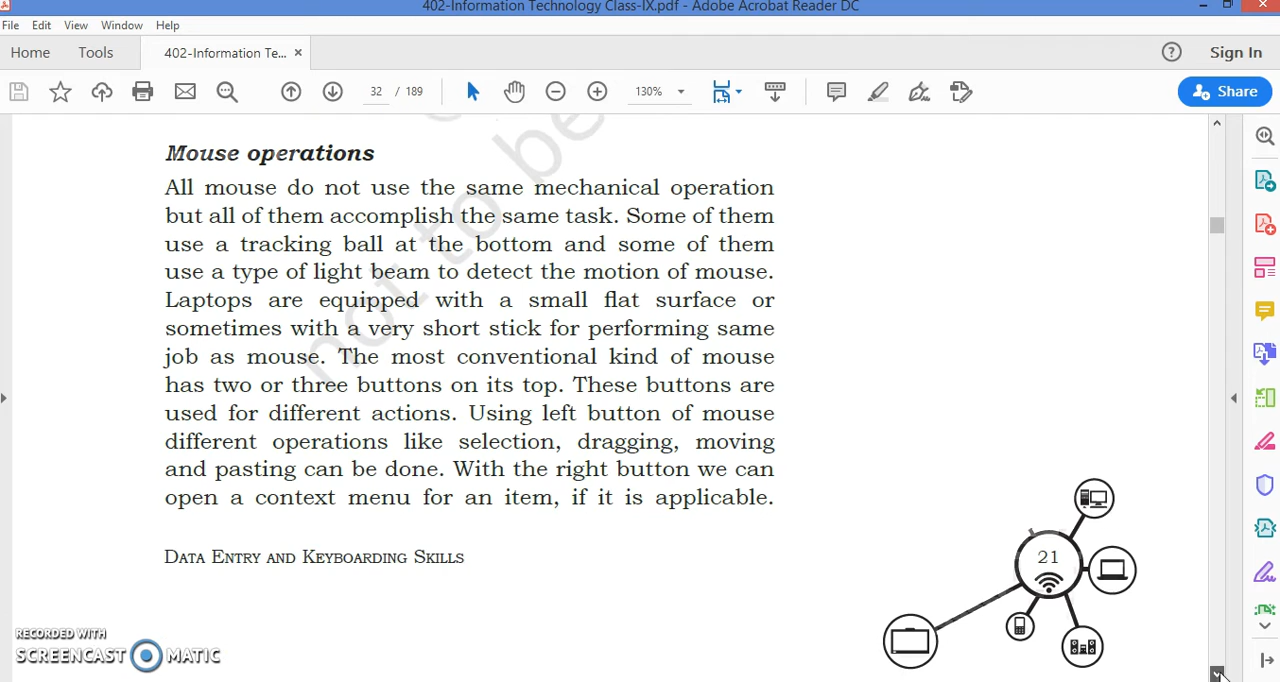 402-Information Technology Class-IX.pdf - Adobe Acrobat Reader DC
File Edit View Window Help
Home Tools 402-Information Te... × Sign In
32 / 189 130% Share
not to be
Mouse operations
All mouse do not use the same mechanical operation
but all of them accomplish the same task. Some of them
use a tracking ball at the bottom and some of them
use a type of light beam to detect the motion of mouse.
Laptops are equipped with a small flat surface or
sometimes with a very short stick for performing same
job as mouse. The most conventional kind of mouse
has two or three buttons on its top. These buttons are
used for different actions. Using left button of mouse
different operations like selection, dragging, moving
and pasting can be done. With the right button we can
open a context menu for an item, if it is applicable.
Data Entry and Keyboarding Skills
21
RECORDED WITH
SCREENCAST MATIC